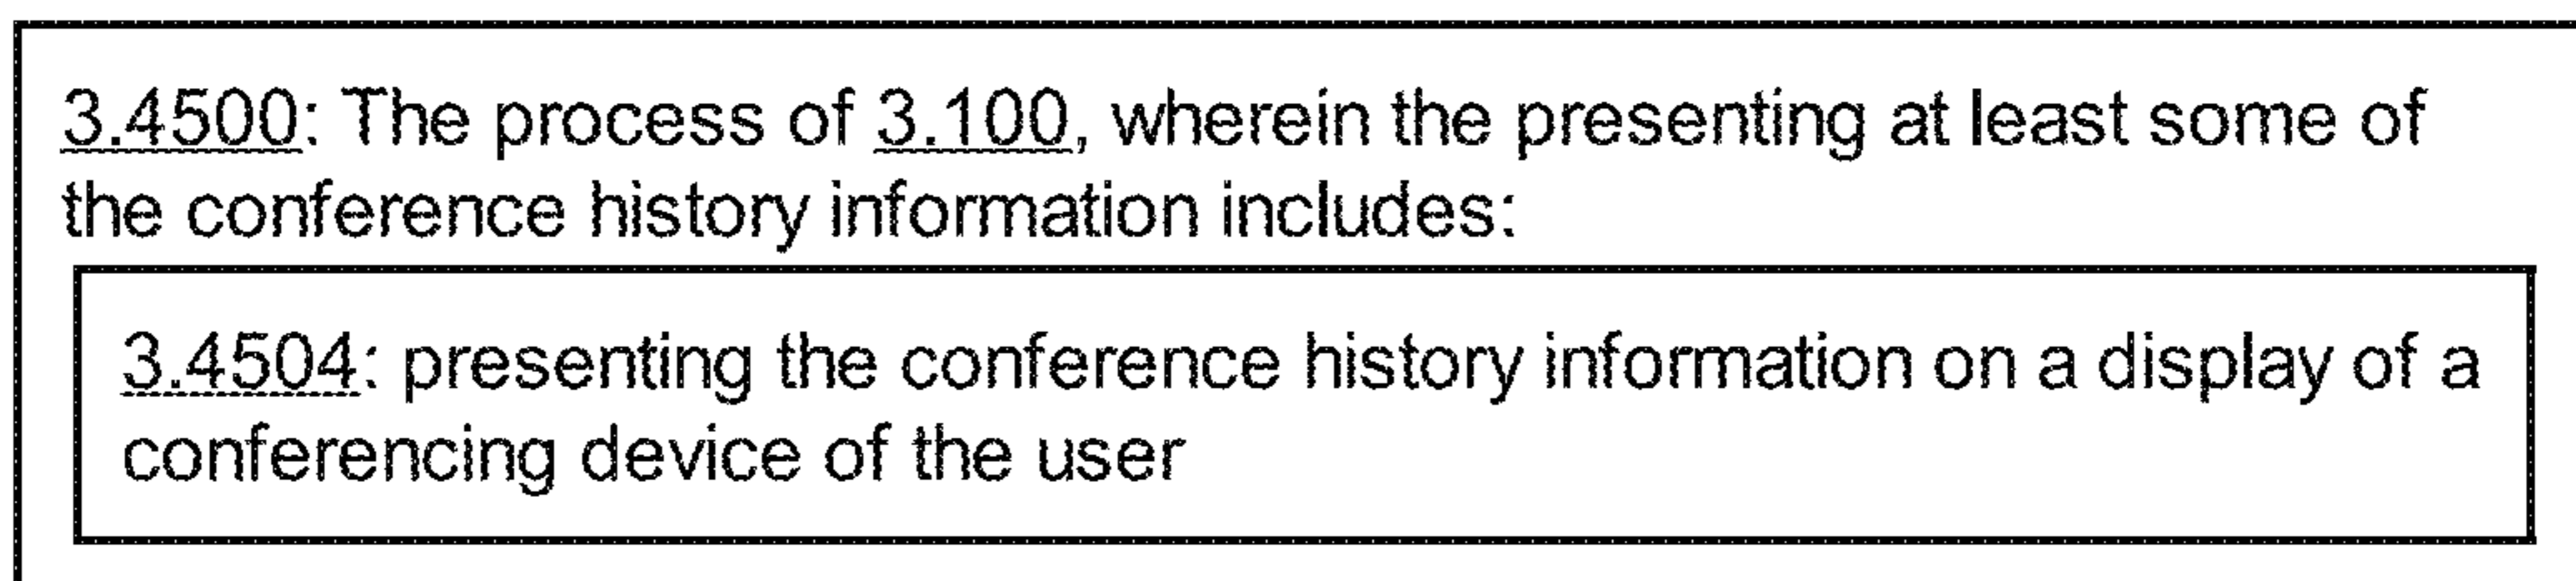 3.4500: The process of 3.100, wherein the presenting at least some of
the conference history information includes:
3.4504: presenting the conference history information on a display of a
conferencing device of the user